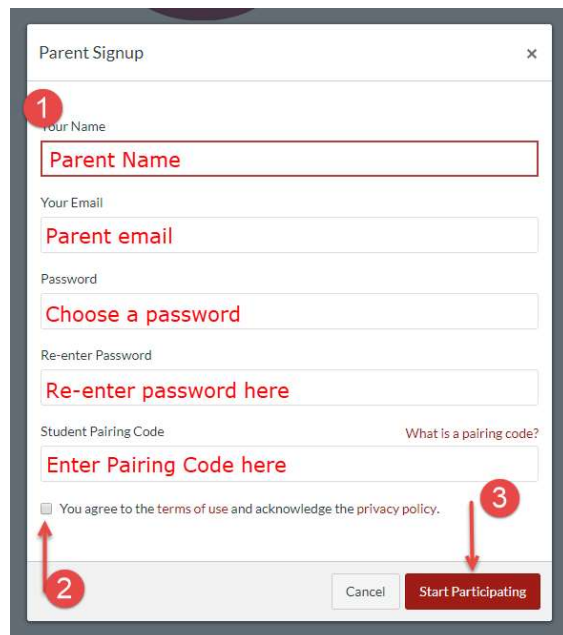 Parent Signup ×
1
Your Name
Parent Name
Your Email
Parent email
Password
Choose a password
Re-enter Password
Re-enter password here
Student Pairing Code What is a pairing code?
Enter Pairing Code here
You agree to the terms of use and acknowledge the privacy policy.
3
2
Cancel Start Participating